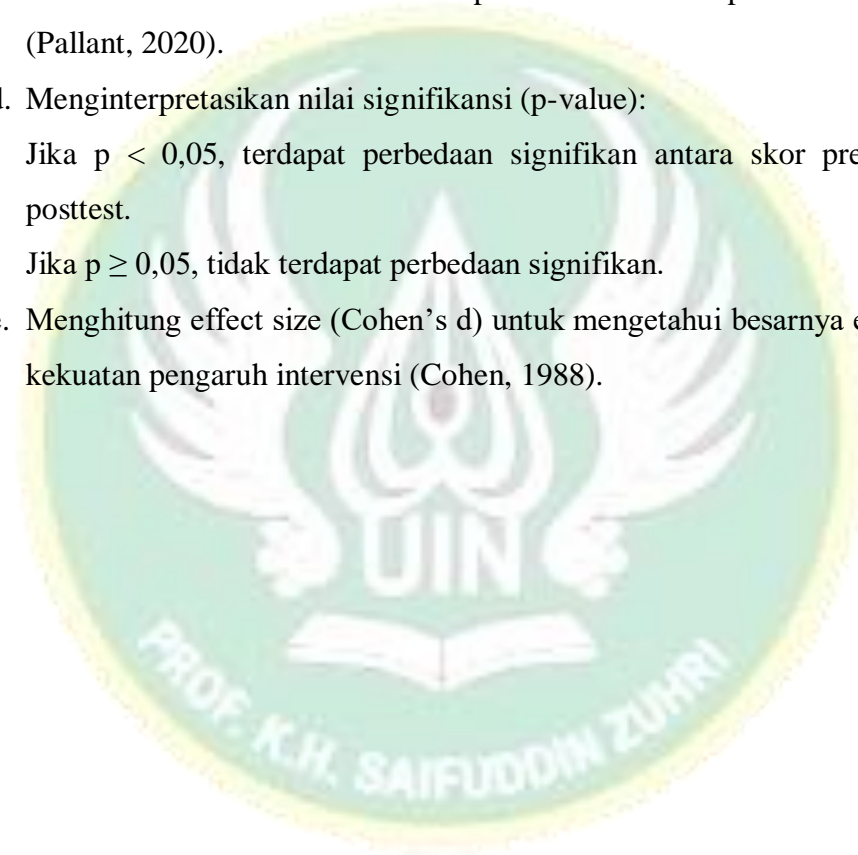 (Pallant, 2020).
d. Menginterpretasikan nilai signifikansi (p-value):
Jika p < 0,05, terdapat perbedaan signifikan antara skor pre
posttest.
Jika p ≥ 0,05, tidak terdapat perbedaan signifikan.
e. Menghitung effect size (Cohen’s d) untuk mengetahui besarnya e
kekuatan pengaruh intervensi (Cohen, 1988).
UIN
PROF. K.H. SAIFUDDIN ZUHRI